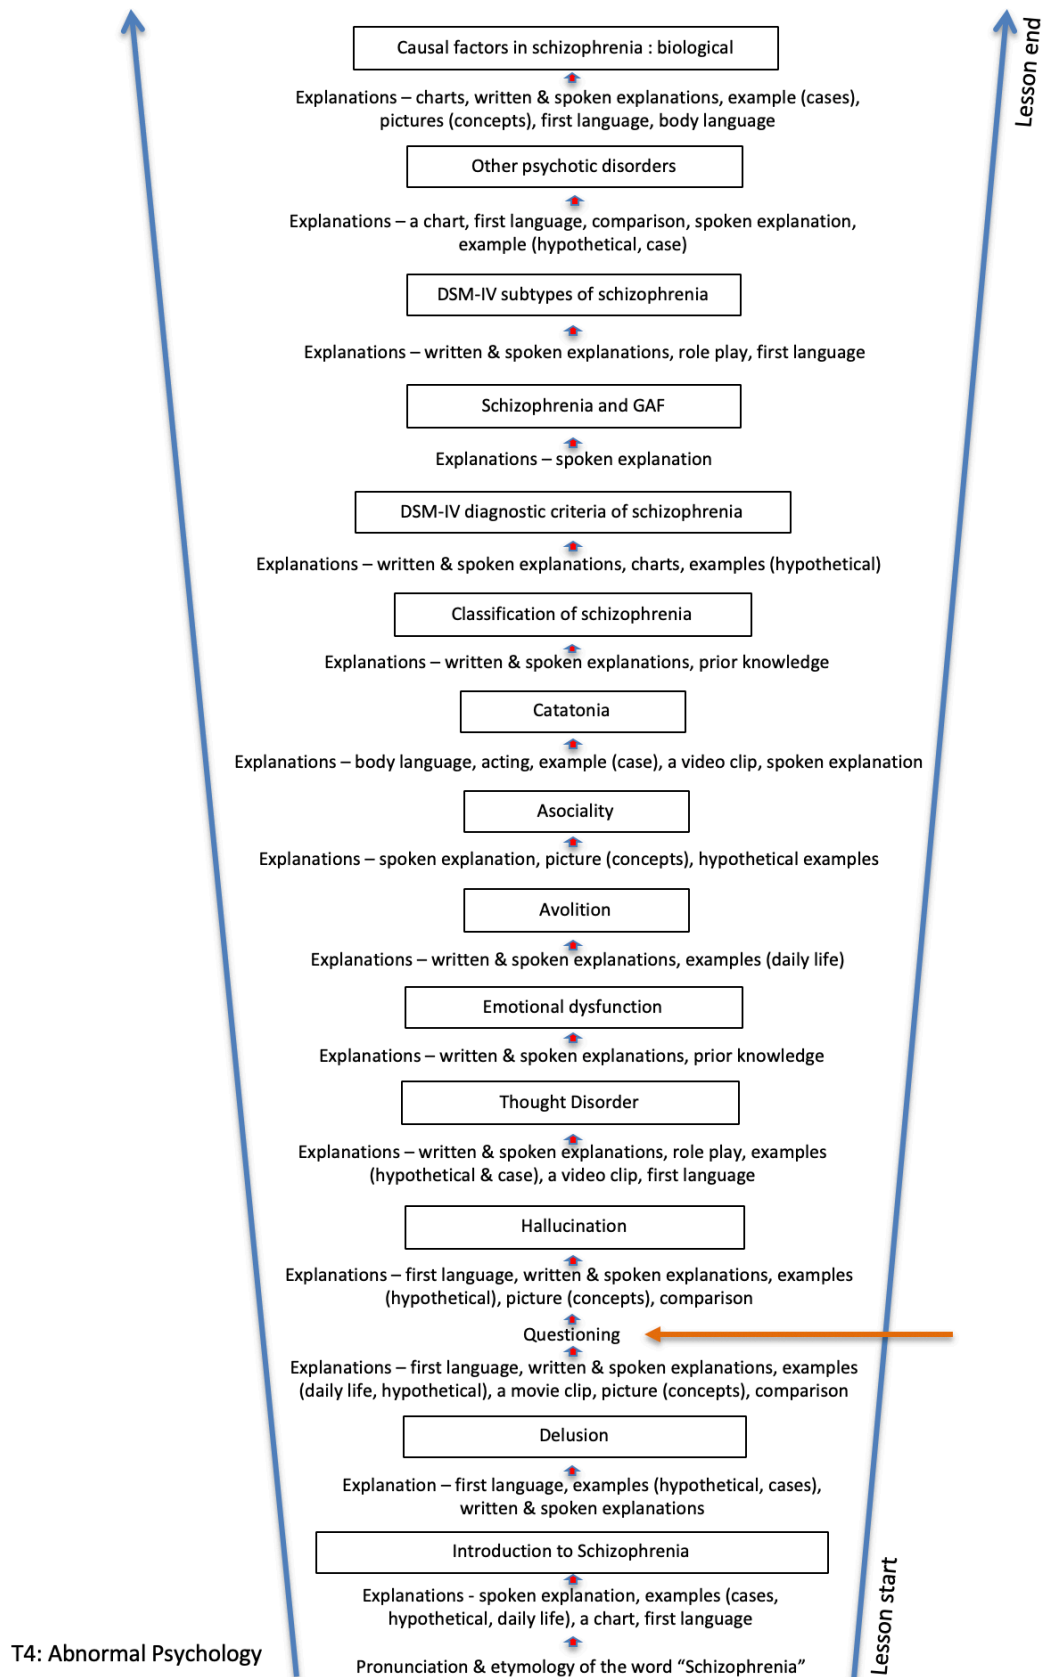 Lesson end
Causal factors in schizophrenia : biological
Explanations – charts, written & spoken explanations, example (cases),
pictures (concepts), first language, body language
Other psychotic disorders
Explanations – a chart, first language, comparison, spoken explanation,
example (hypothetical, case)
DSM-IV subtypes of schizophrenia
Explanations – written & spoken explanations, role play, first language
Schizophrenia and GAF
Explanations – spoken explanation
DSM-IV diagnostic criteria of schizophrenia
Explanations – written & spoken explanations, charts, examples (hypothetical)
Classification of schizophrenia
Explanations – written & spoken explanations, prior knowledge
Catatonia
Explanations – body language, acting, example (case), a video clip, spoken explanation
Asociality
Explanations – spoken explanation, picture (concepts), hypothetical examples
Avolition
Explanations – written & spoken explanations, examples (daily life)
Emotional dysfunction
Explanations – written & spoken explanations, prior knowledge
Thought Disorder
Explanations – written & spoken explanations, role play, examples
(hypothetical & case), a video clip, first language
Hallucination
Explanations – first language, written & spoken explanations, examples
(hypothetical), picture (concepts), comparison
Questioning
Explanations – first language, written & spoken explanations, examples
(daily life, hypothetical), a movie clip, picture (concepts), comparison
Delusion
Explanation – first language, examples (hypothetical, cases),
written & spoken explanations
Introduction to Schizophrenia
Explanations - spoken explanation, examples (cases,
hypothetical, daily life), a chart, first language
Lesson start
T4: Abnormal Psychology
Pronunciation & etymology of the word “Schizophrenia”